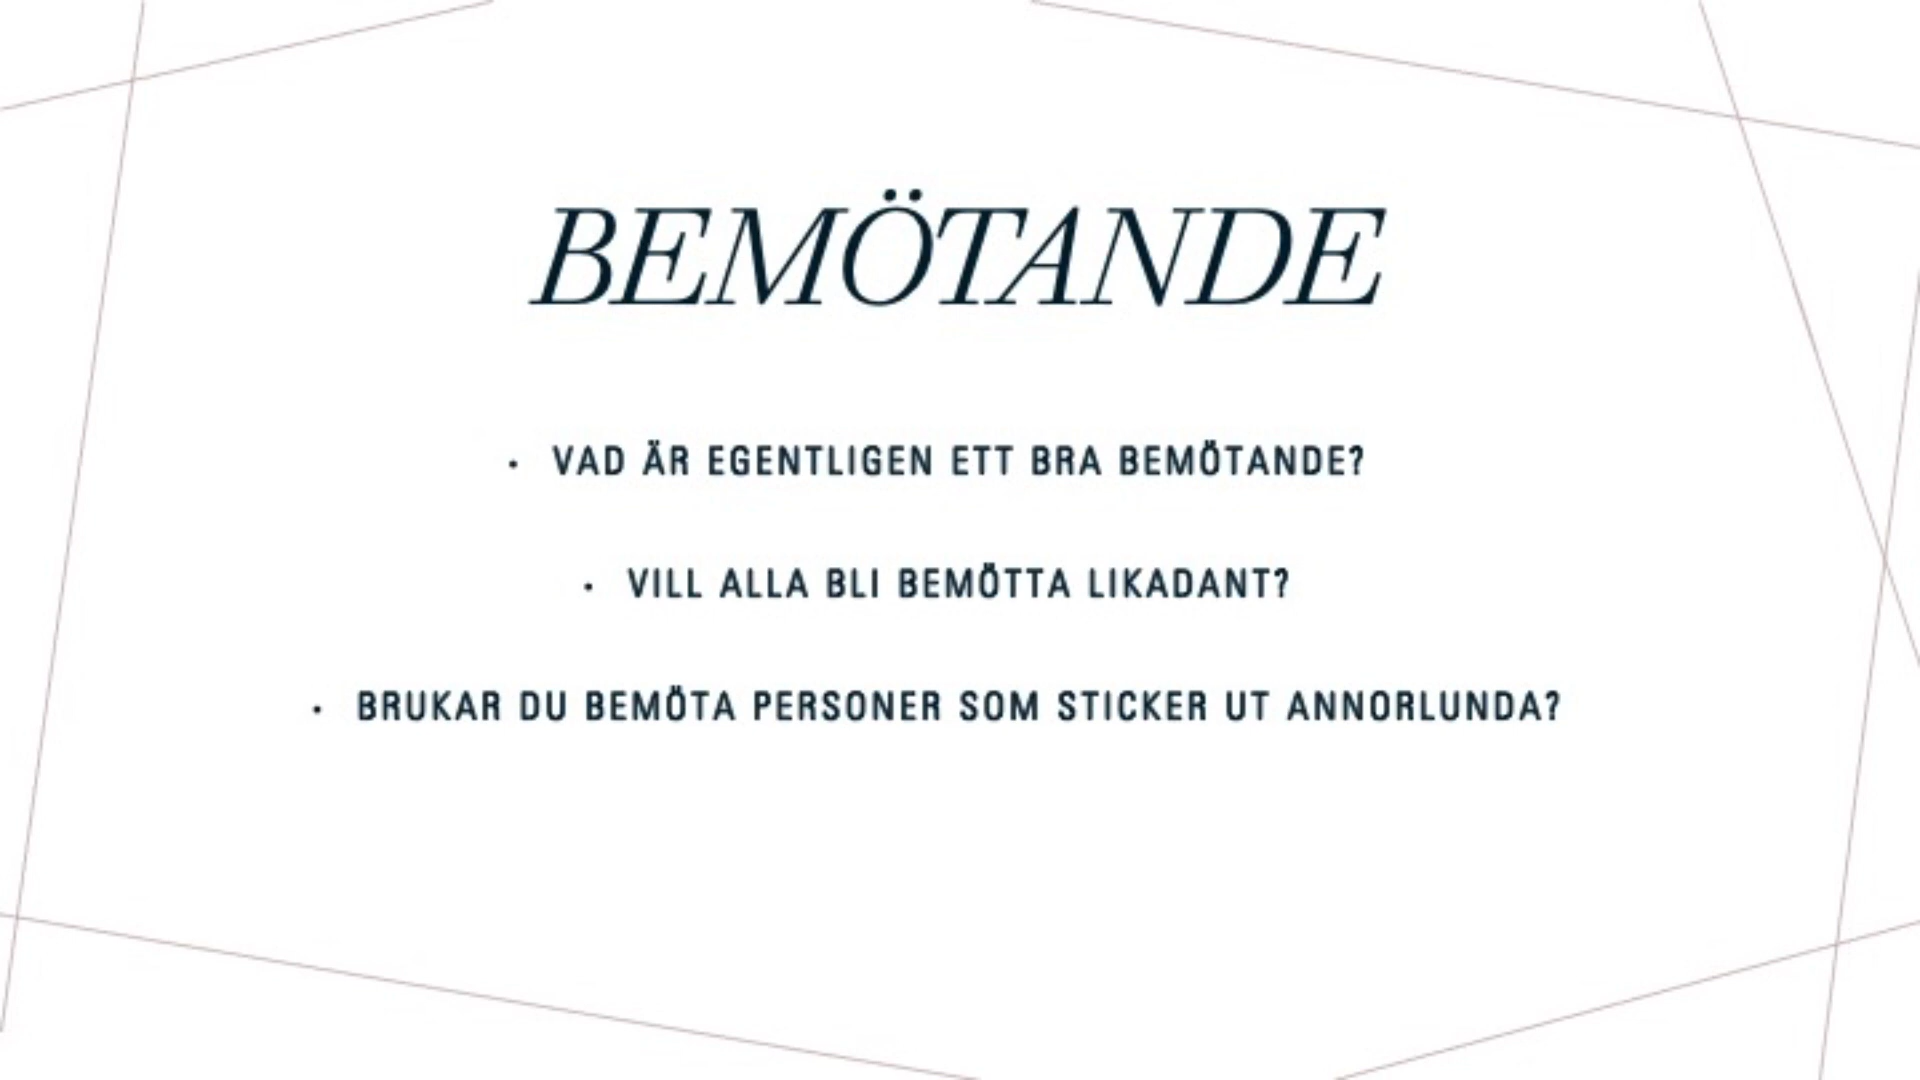 BEMÖTANDE
• VAD ÄR EGENTLIGEN ETT BRA BEMÖTANDE?
• VILL ALLA BLI BEMÖTTA LIKADANT?
• BRUKAR DU BEMÖTA PERSONER SOM STICKER UT ANNORLUNDA?